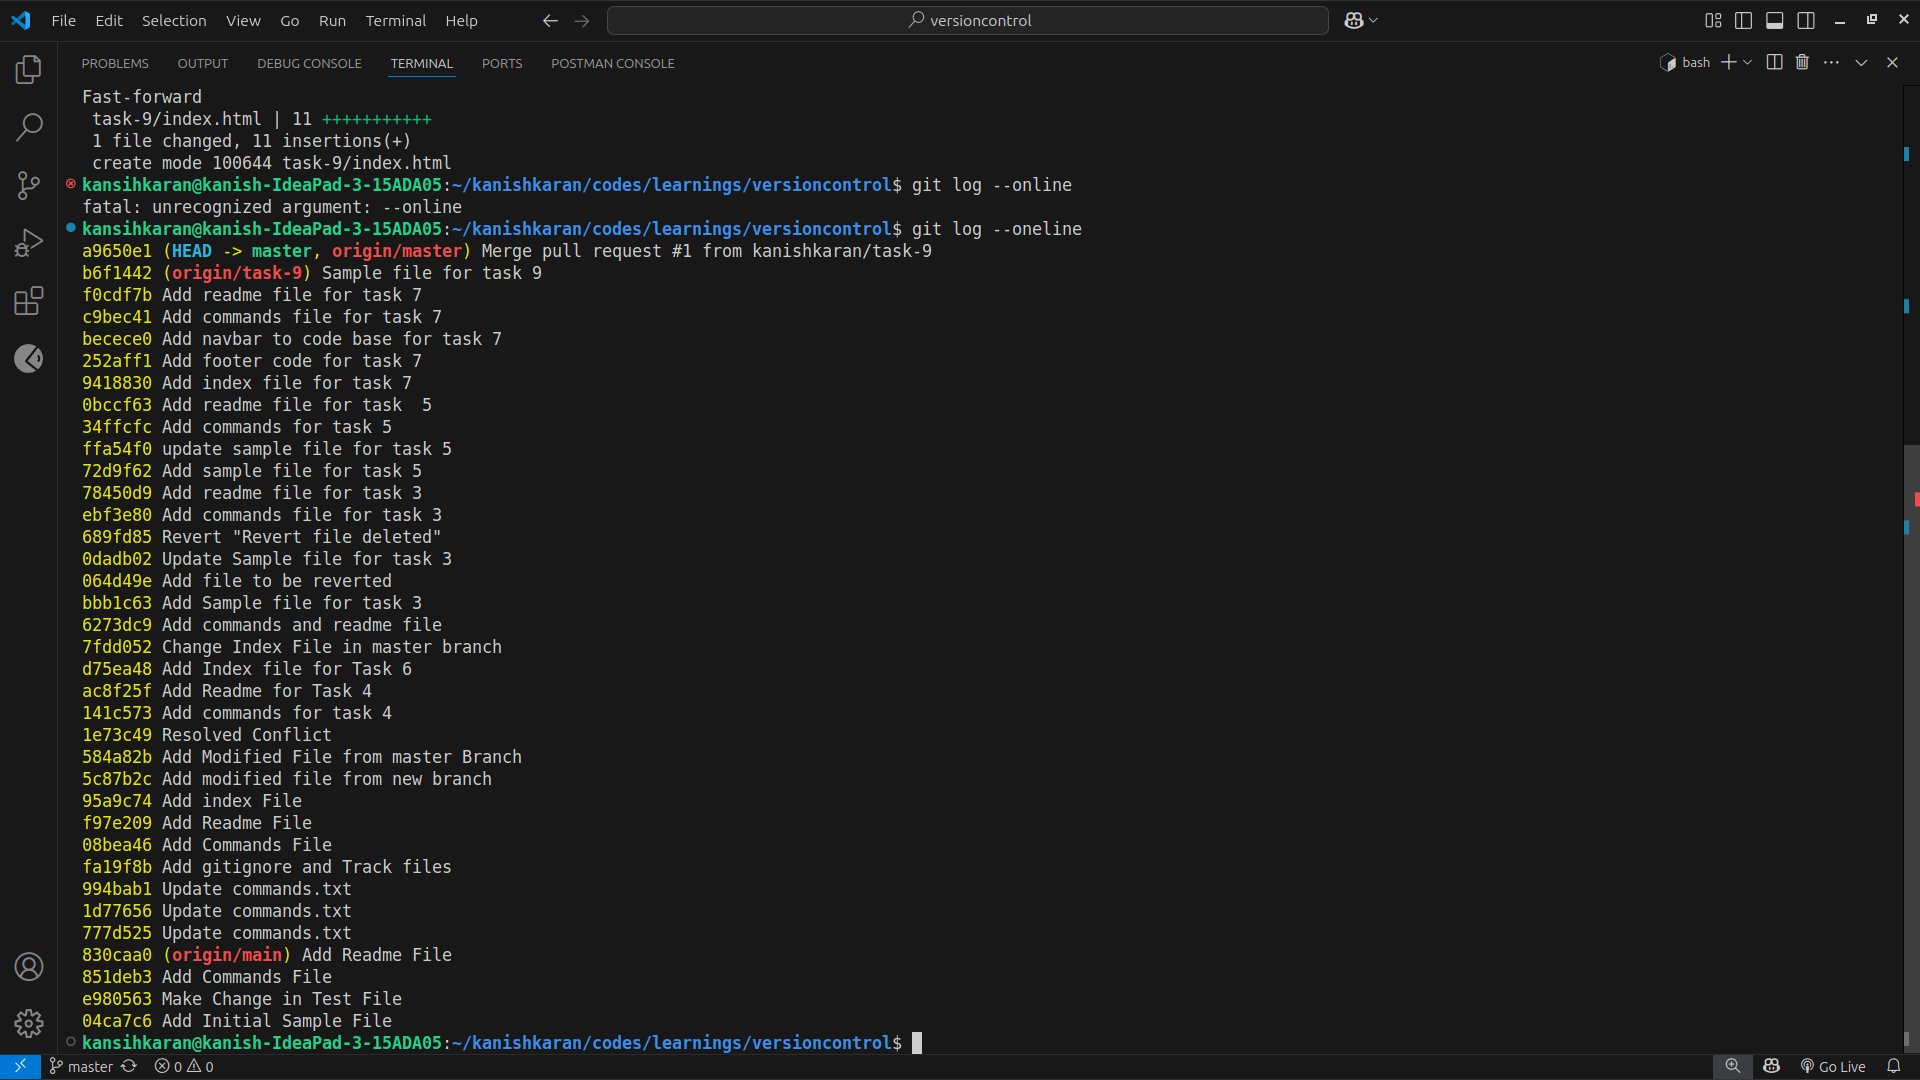 File Edit Selection View Go Run Terminal Help versioncontrol
PROBLEMS OUTPUT DEBUG CONSOLE TERMINAL PORTS POSTMAN CONSOLE bash
Fast-forward
task-9/index.html | 11 +++++++++++
1 file changed, 11 insertions(+)
create mode 100644 task-9/index.html
kansihkaran@kanish-IdeaPad-3-15ADA05:~/kanishkaran/codes/learnings/versioncontrol$ git log --online
fatal: unrecognized argument: --online
kansihkaran@kanish-IdeaPad-3-15ADA05:~/kanishkaran/codes/learnings/versioncontrol$ git log --oneline
a9650e1 (HEAD -> master, origin/master) Merge pull request #1 from kanishkaran/task-9
b6f1442 (origin/task-9) Sample file for task 9
f0cdf7b Add readme file for task 7
c9bec41 Add commands file for task 7
becece0 Add navbar to code base for task 7
252aff1 Add footer code for task 7
9418830 Add index file for task 7
0bccf63 Add readme file for task  5
34ffcfc Add commands for task 5
ffa54f0 update sample file for task 5
72d9f62 Add sample file for task 5
78450d9 Add readme file for task 3
ebf3e80 Add commands file for task 3
689fd85 Revert "Revert file deleted"
0dadb02 Update Sample file for task 3
064d49e Add file to be reverted
bbb1c63 Add Sample file for task 3
6273dc9 Add commands and readme file
7fdd052 Change Index File in master branch
d75ea48 Add Index file for Task 6
ac8f25f Add Readme for Task 4
141c573 Add commands for task 4
1e73c49 Resolved Conflict
584a82b Add Modified File from master Branch
5c87b2c Add modified file from new branch
95a9c74 Add index File
f97e209 Add Readme File
08bea46 Add Commands File
fa19f8b Add gitignore and Track files
994bab1 Update commands.txt
1d77656 Update commands.txt
777d525 Update commands.txt
830caa0 (origin/main) Add Readme File
851deb3 Add Commands File
e980563 Make Change in Test File
04ca7c6 Add Initial Sample File
kansihkaran@kanish-IdeaPad-3-15ADA05:~/kanishkaran/codes/learnings/versioncontrol$
master 0 0 Go Live